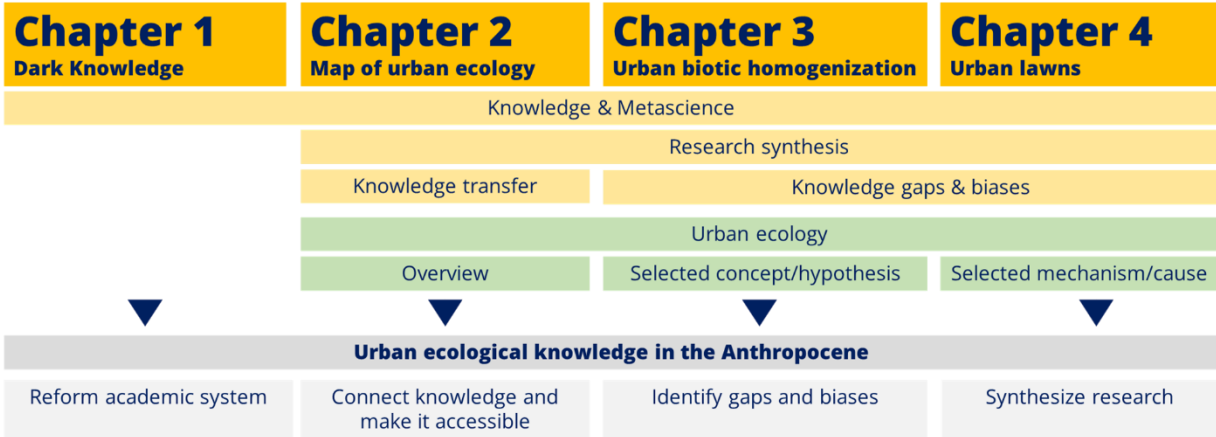 Chapter 1
Dark Knowledge
Chapter 2
Map of urban ecology
Chapter 3
Urban biotic homogenization
Chapter 4
Urban lawns
Knowledge & Metascience
Research synthesis
Knowledge transfer
Knowledge gaps & biases
Urban ecology
Overview
Selected concept/hypothesis
Selected mechanism/cause
Urban ecological knowledge in the Anthropocene
Reform academic system
Connect knowledge and
make it accessible
Identify gaps and biases
Synthesize research